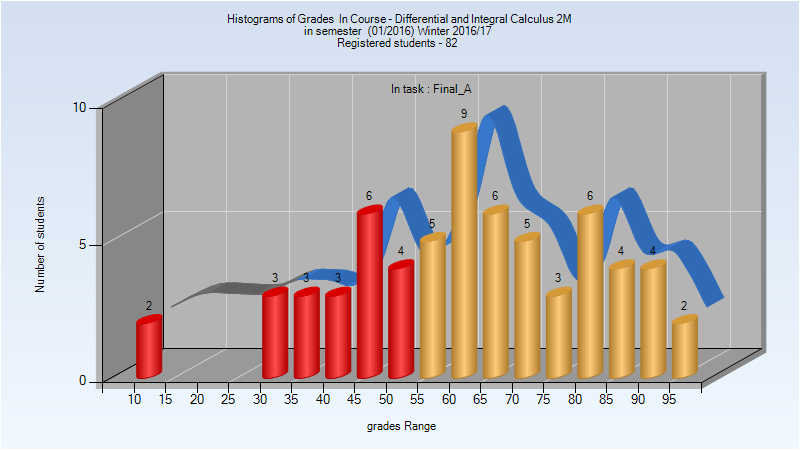 Histograms of Grades In Course - Differential and Integral Calculus 2M
in semester (01/2016) Winter 2016/17
Registered students - 82
In task : Final_A
10
5
0
Number of students
2
3
3
3
6
4
5
9
6
5
3
6
4
4
2
10 15 20 25 30 35 40 45 50 55 60 65 70 75 80 85 90 95
grades Range